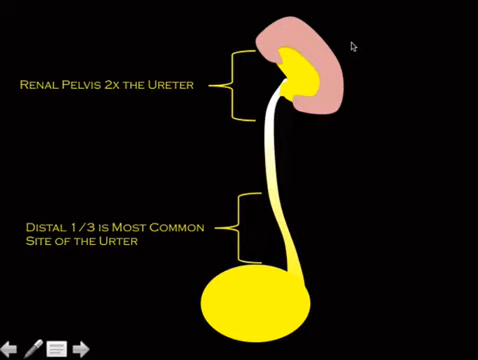 Renal Pelvis 2x the Ureter
Distal 1/3 is Most Common
Site of the Urter